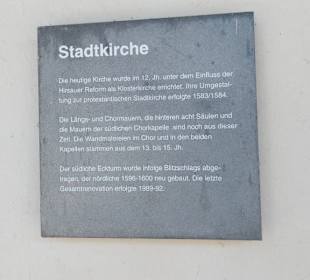 Stadtkirche
Die heutige Kirche wurde im 12. Jh. unter dem Einfluss der
Hirsauer Reform als Klosterkirche errichtet. Ihre Umgestal-
tung zur protestantischen Stadtkirche erfolgte 1583/1584.
Die Längs- und Chormauern, die hinteren acht Säulen und
die Mauern der südlichen Chorkapelle sind noch aus dieser
Zeit. Die Wandmalereien im Chor und in den beiden
Kapellen stammen aus dem 13. bis 15. Jh.
Der südliche Eckturm wurde infolge Blitzschlags abge-
tragen, der nördliche 1596-1600 neu gebaut. Die letzte
Gesamtrenovation erfolgte 1989-92.